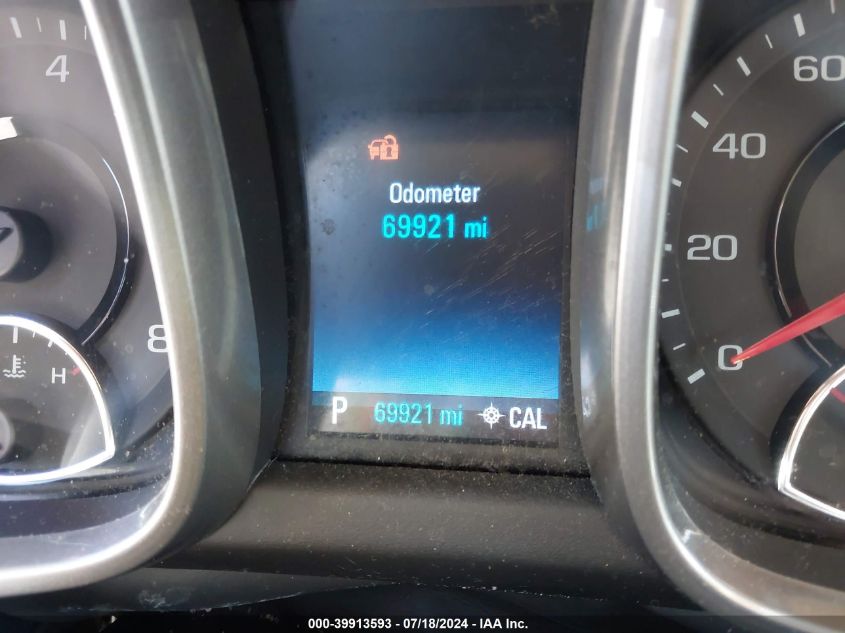 4
60
40
Odometer
69921 mi
20
8
0
H
P 69921 mi CAL
000-39913593 / 07/18/2024 - IAA Inc.